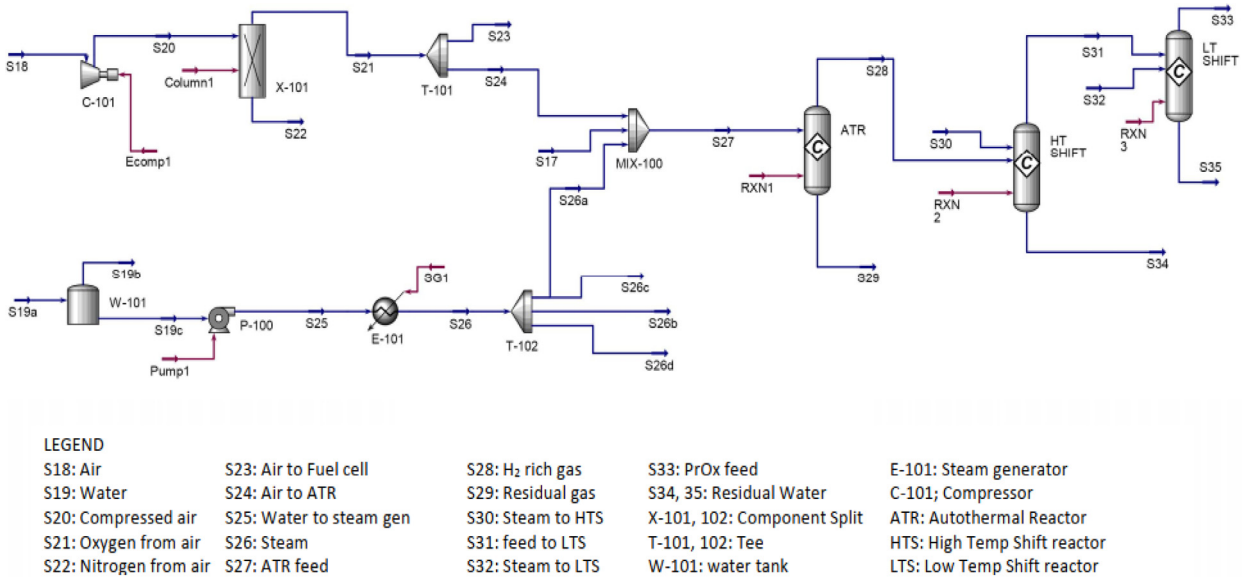 S18
C-101
Ecomp1
S20
Column1
X-101
S22
S21
T-101
S23
S24
S17
MIX-100
S26a
S27
RXN1
C
ATR
S28
S29
S30
RXN
2
C
HT
SHIFT
S31
S32
RXN
3
C
S33
LT
SHIFT
S35
S34
S19a
S19b
W-101
S19c
Pump1
P-100
S25
SG1
E-101
S26
T-102
S26c
S26b
S26d
LEGEND
S18: Air S23: Air to Fuel cell S28: H₂ rich gas S33: PrOx feed E-101: Steam generator
S19: Water S24: Air to ATR S29: Residual gas S34, 35: Residual Water C-101; Compressor
S20: Compressed air S25: Water to steam gen S30: Steam to HTS X-101, 102: Component Split ATR: Autothermal Reactor
S21: Oxygen from air S26: Steam S31: feed to LTS T-101, 102: Tee HTS: High Temp Shift reactor
S22: Nitrogen from air S27: ATR feed S32: Steam to LTS W-101: water tank LTS: Low Temp Shift reactor